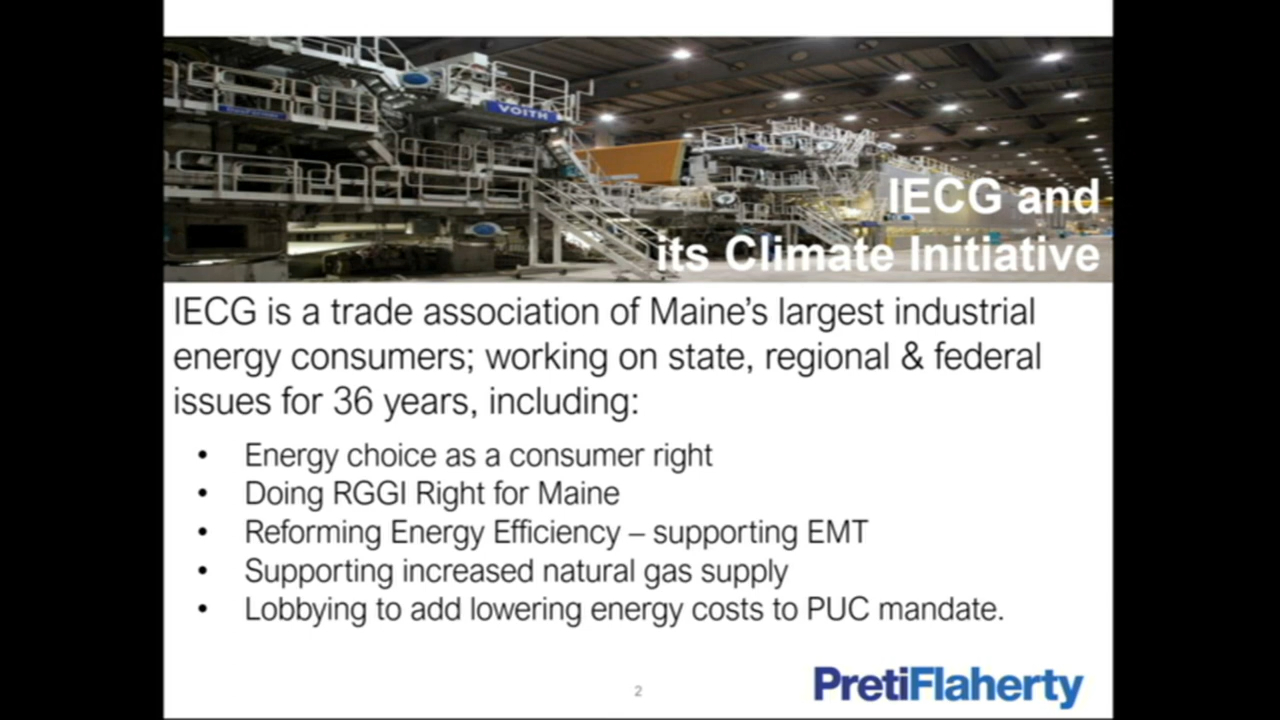 VOITH
IECG and
its Climate Initiative
IECG is a trade association of Maine’s largest industrial
energy consumers; working on state, regional & federal
issues for 36 years, including:
• Energy choice as a consumer right
• Doing RGGI Right for Maine
• Reforming Energy Efficiency – supporting EMT
• Supporting increased natural gas supply
• Lobbying to add lowering energy costs to PUC mandate.
2
PretiFlaherty